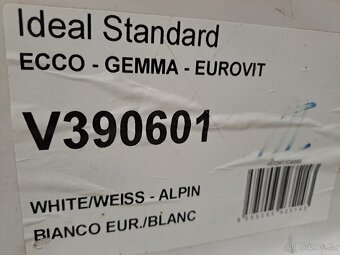 Ideal Standard
ECCO - GEMMA - EUROVIT
V390601
WHITE/WEISS - ALPIN
BIANCO EUR./BLANC